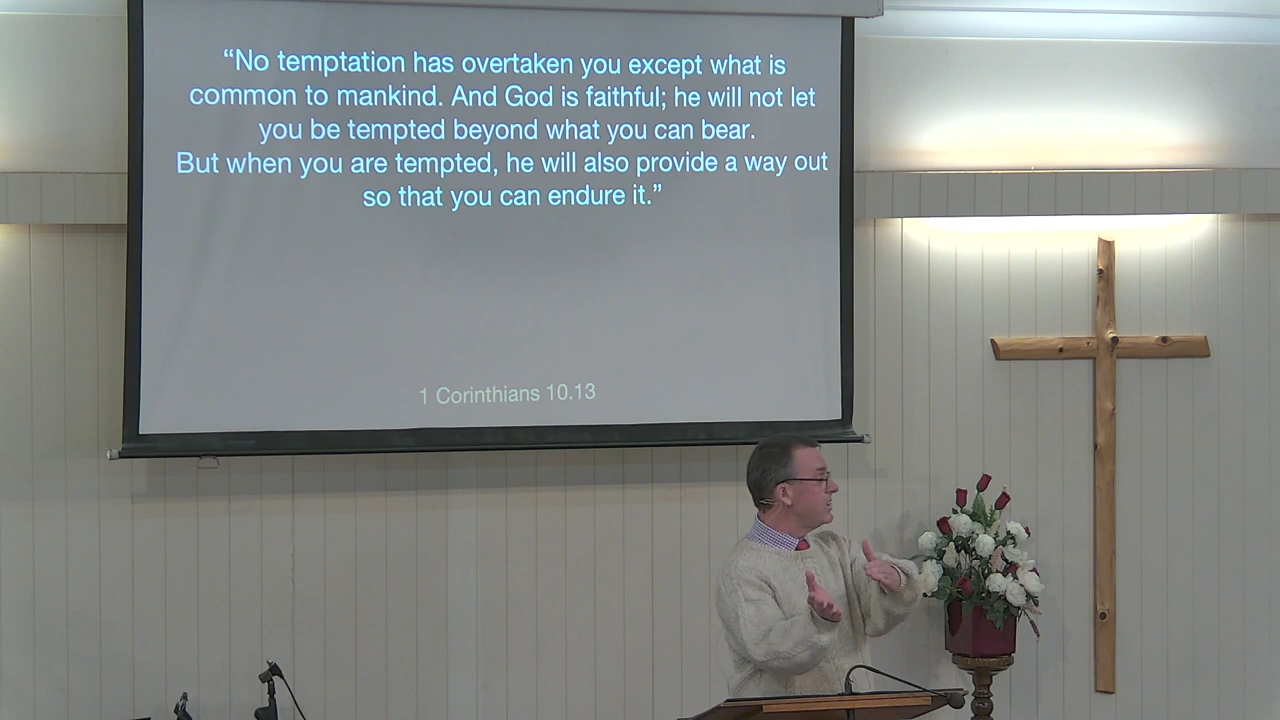 “No temptation has overtaken you except what is
common to mankind. And God is faithful; he will not let
you be tempted beyond what you can bear.
But when you are tempted, he will also provide a way out
so that you can endure it.”
1 Corinthians 10.13